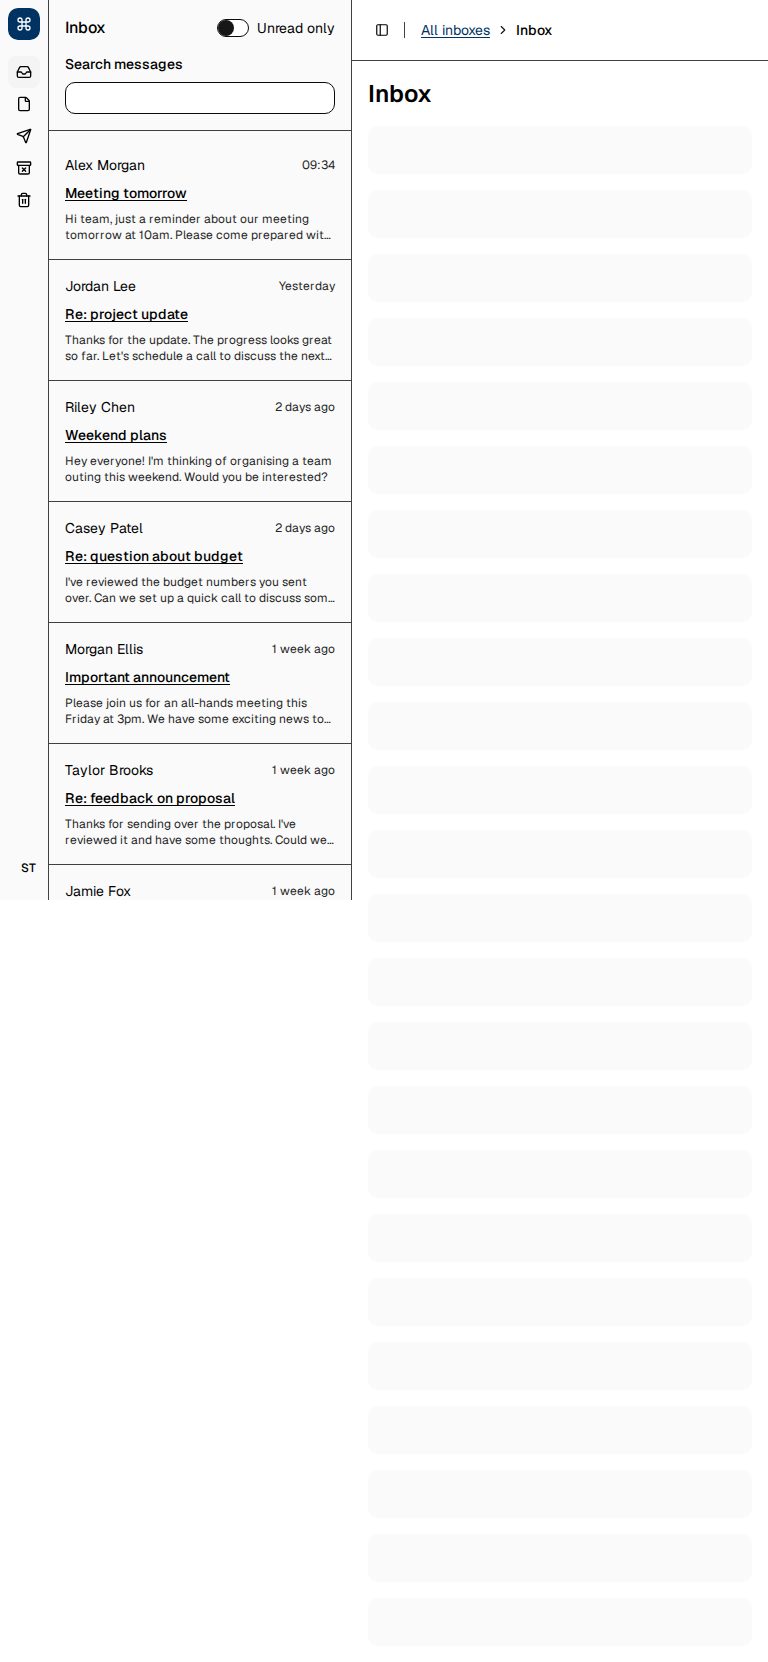 Inbox
Unread only
Search messages
Alex Morgan
09:34
Meeting tomorrow
Hi team, just a reminder about our meeting
tomorrow at 10am. Please come prepared wit…
Jordan Lee
Yesterday
Re: project update
Thanks for the update. The progress looks great
so far. Let's schedule a call to discuss the next…
Riley Chen
2 days ago
Weekend plans
Hey everyone! I'm thinking of organising a team
outing this weekend. Would you be interested?
Casey Patel
2 days ago
Re: question about budget
I've reviewed the budget numbers you sent
over. Can we set up a quick call to discuss som…
Morgan Ellis
1 week ago
Important announcement
Please join us for an all-hands meeting this
Friday at 3pm. We have some exciting news to…
Taylor Brooks
1 week ago
Re: feedback on proposal
Thanks for sending over the proposal. I've
reviewed it and have some thoughts. Could we…
Jamie Fox
1 week ago
ST
All inboxes
Inbox
Inbox